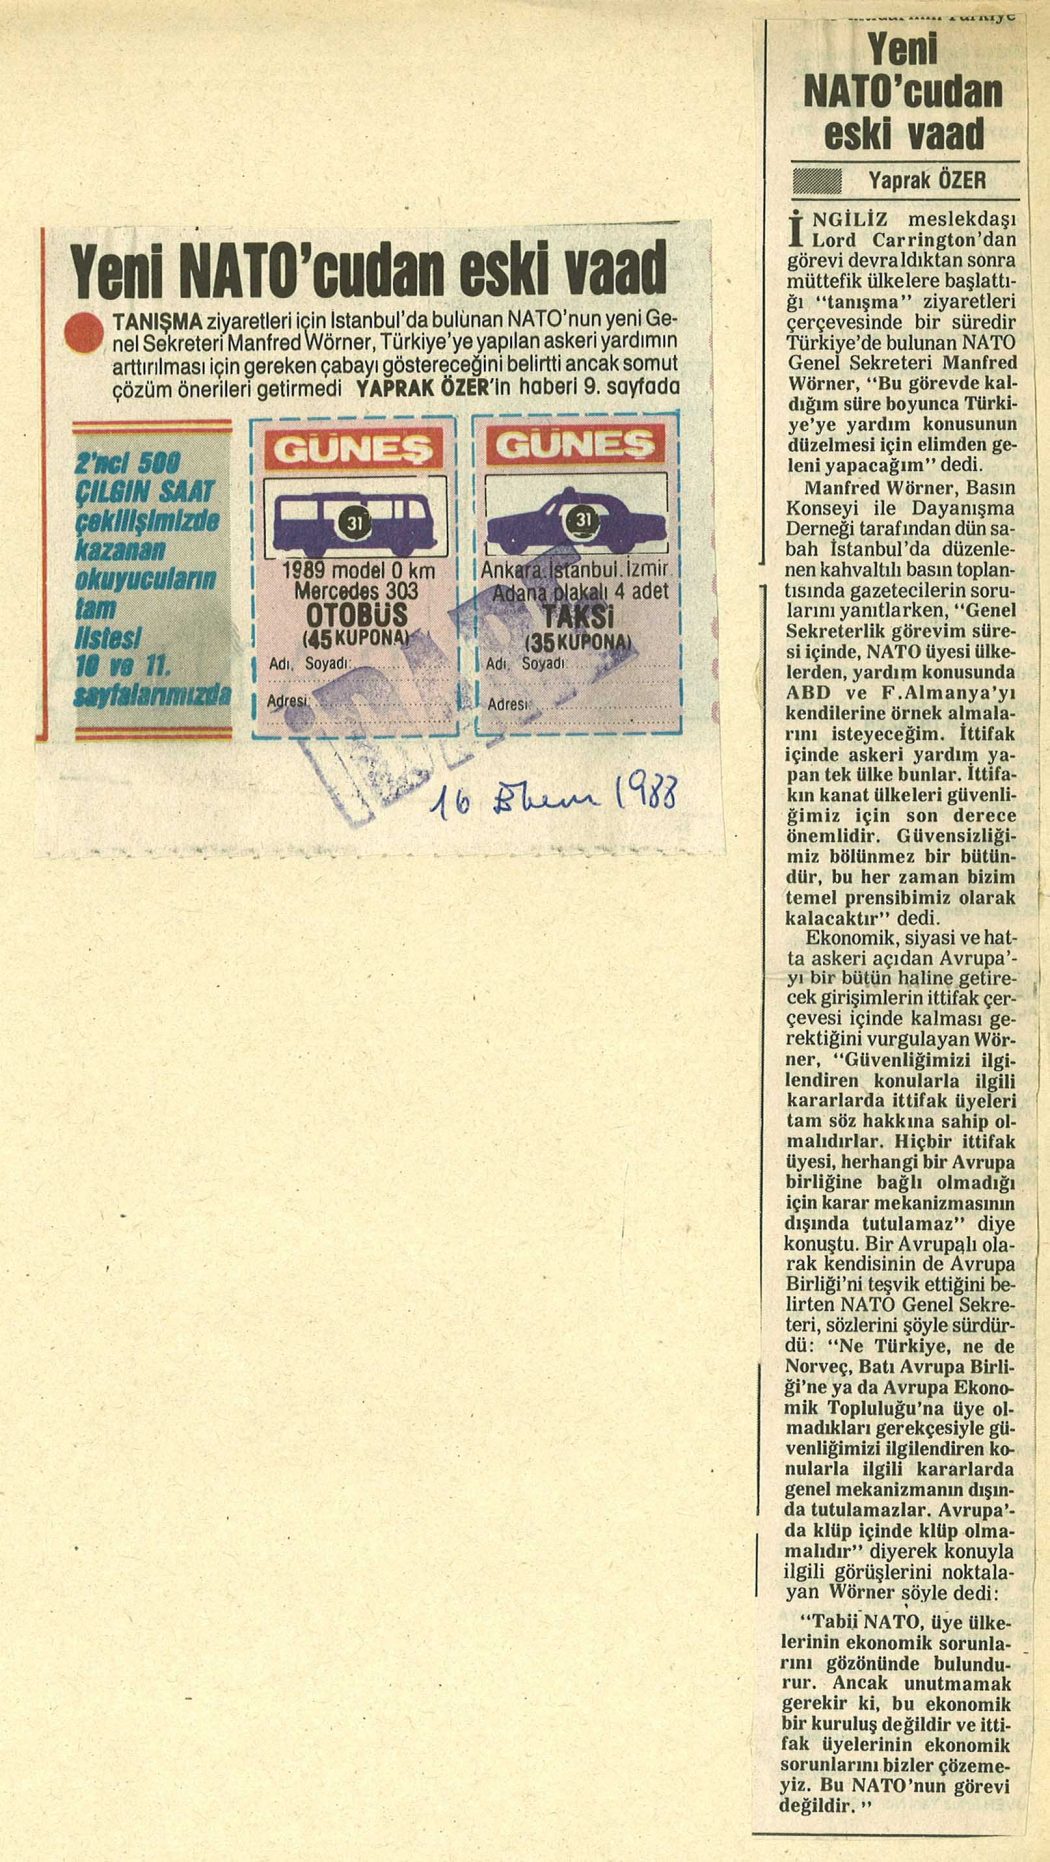 Yeni NATO'cudan eski vaad
TANIŞMA ziyaretleri için İstanbul'da bulunan NATO'nun yeni Ge-
nel Sekreteri Manfred Wörner, Türkiye'ye yapılan askeri yardımın
arttırılması için gereken çabayı göstereceğini belirtti ancak somut
çözüm önerileri getirmedi YAPRAK ÖZER'in haberi 9. sayfada
2'nci 500
ÇILGIN SAAT
çekilişimizde
kazanan
okuyucuların
tam
listesi
10 ve 11.
sayfalarımızda
GÜNEŞ
31
1989 model 0 km
Mercedes 303
OTOBÜS
(45 KUPONA)
Adı, Soyadı:
Adresi:
GÜNEŞ
31
Ankara.İstanbul.İzmir.
Adana plakalı 4 adet
TAKSİ
(35 KUPONA)
Adı, Soyadı:
Adresi:
16 1988
Türkiye
Yeni
NATO'cudan
eski vaad
Yaprak ÖZER
İNGİLİZ meslekdaşı
Lord Carrington'dan
görevi devraldıktan sonra
müttefik ülkelere başlattı-
ğı "tanışma" ziyaretleri
çerçevesinde bir süredir
Türkiye'de bulunan NATO
Genel Sekreteri Manfred
Wörner, "Bu görevde kal-
dığım süre boyunca Türki-
ye'ye yardım konusunun
düzelmesi için elimden ge-
leni yapacağım" dedi.
Manfred Wörner, Basın
Konseyi ile Dayanışma
Derneği tarafından dün sa-
bah İstanbul'da düzenle-
nen kahvaltılı basın toplan-
tısında gazetecilerin soru-
larını yanıtlarken, "Genel
Sekreterlik görevim süre-
si içinde, NATO üyesi ülke-
lerden, yardım konusunda
ABD ve F.Almanya'yı
kendilerine örnek almala-
rını isteyeceğim. İttifak
içinde askeri yardım ya-
pan tek ülke bunlar. İttifa-
kın kanat ülkeleri güvenli-
ğimiz için son derece
önemlidir. Güvensizliği-
miz bölünmez bir bütün-
dür, bu her zaman bizim
temel prensibimiz olarak
kalacaktır" dedi.
Ekonomik, siyasi ve hat-
ta askeri açıdan Avrupa'-
yı bir bütün haline getire-
cek girişimlerin ittifak çer-
çevesi içinde kalması ge-
rektiğini vurgulayan Wör-
ner, "Güvenliğimizi ilgi-
lendiren konularla ilgili
kararlarda ittifak üyeleri
tam söz hakkına sahip ol-
malıdırlar. Hiçbir ittifak
üyesi, herhangi bir Avrupa
birliğine bağlı olmadığı
için karar mekanizmasının
dışında tutulamaz" diye
konuştu. Bir Avrupalı ola-
rak kendisinin de Avrupa
Birliği'ni teşvik ettiğini be-
lirten NATO Genel Sekre-
teri, sözlerini şöyle sürdür-
dü: "Ne Türkiye, ne de
Norveç, Batı Avrupa Birli-
ği'ne ya da Avrupa Ekono-
mik Topluluğu'na üye ol-
madıkları gerekçesiyle gü-
venliğimizi ilgilendiren ko-
nularla ilgili kararlarda
genel mekanizmanın dışın-
da tutulamazlar. Avrupa'-
da klüp içinde klüp olma-
malıdır" diyerek konuyla
ilgili görüşlerini noktala-
yan Wörner şöyle dedi:
"Tabii NATO, üye ülke-
lerinin ekonomik sorunla-
rını gözönünde bulundu-
rur. Ancak unutmamak
gerekir ki, bu ekonomik
bir kuruluş değildir ve itti-
fak üyelerinin ekonomik
sorunlarını bizler çözeme-
yiz. Bu NATO'nun görevi
değildir."